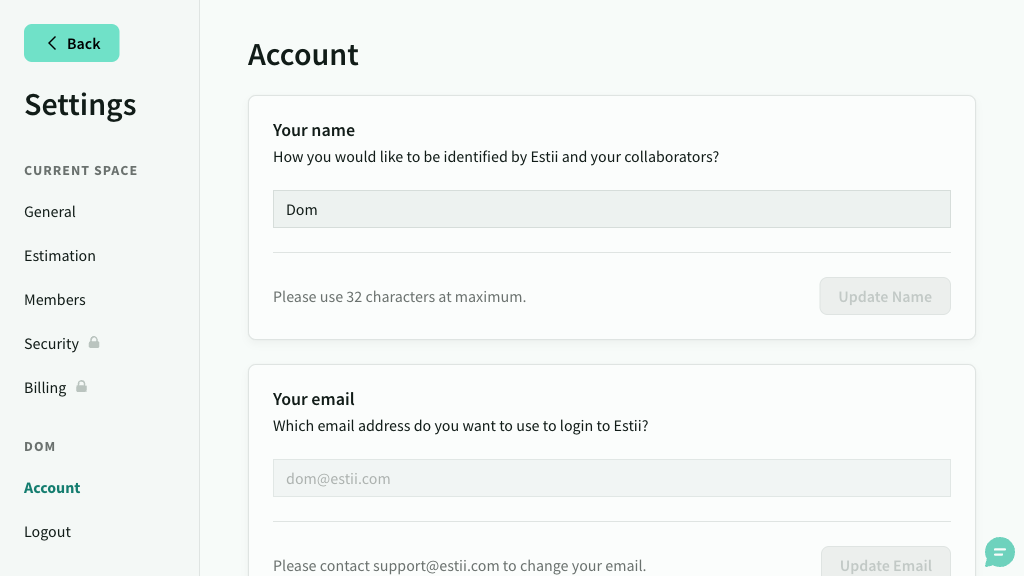 Back
Settings
CURRENT SPACE
General
Estimation
Members
Security
Billing
DOM
Account
Logout
Account
Your name
How you would like to be identified by Estii and your collaborators?
Dom
Please use 32 characters at maximum.
Update Name
Your email
Which email address do you want to use to login to Estii?
dom@estii.com
Please contact support@estii.com to change your email.
Update Email